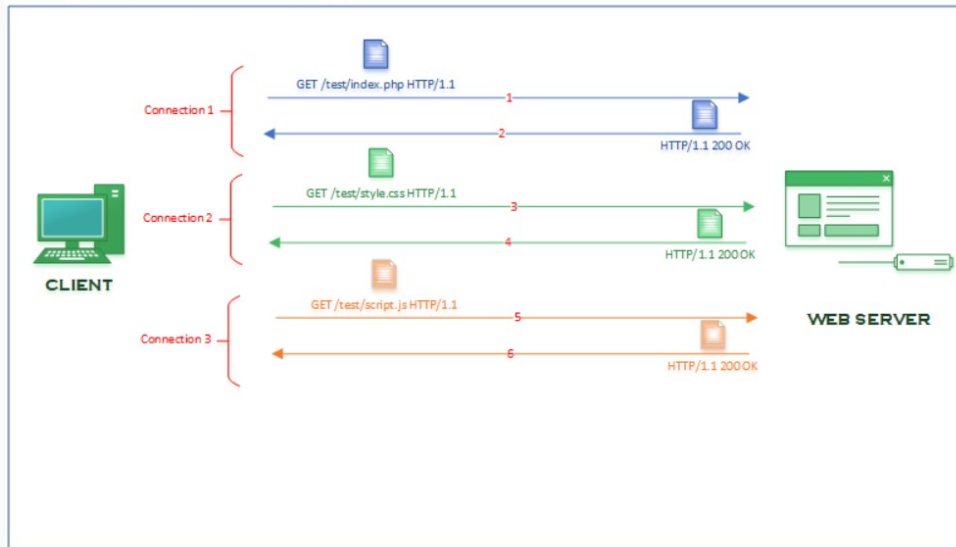 GET /test/index.php HTTP/1.1
Connection 1
1
2
HTTP/1.1 200 OK
GET /test/style.css HTTP/1.1
Connection 2
3
4
HTTP/1.1 200 OK
CLIENT
GET /test/script.js HTTP/1.1
Connection 3
5
6
HTTP/1.1 200 OK
WEB SERVER